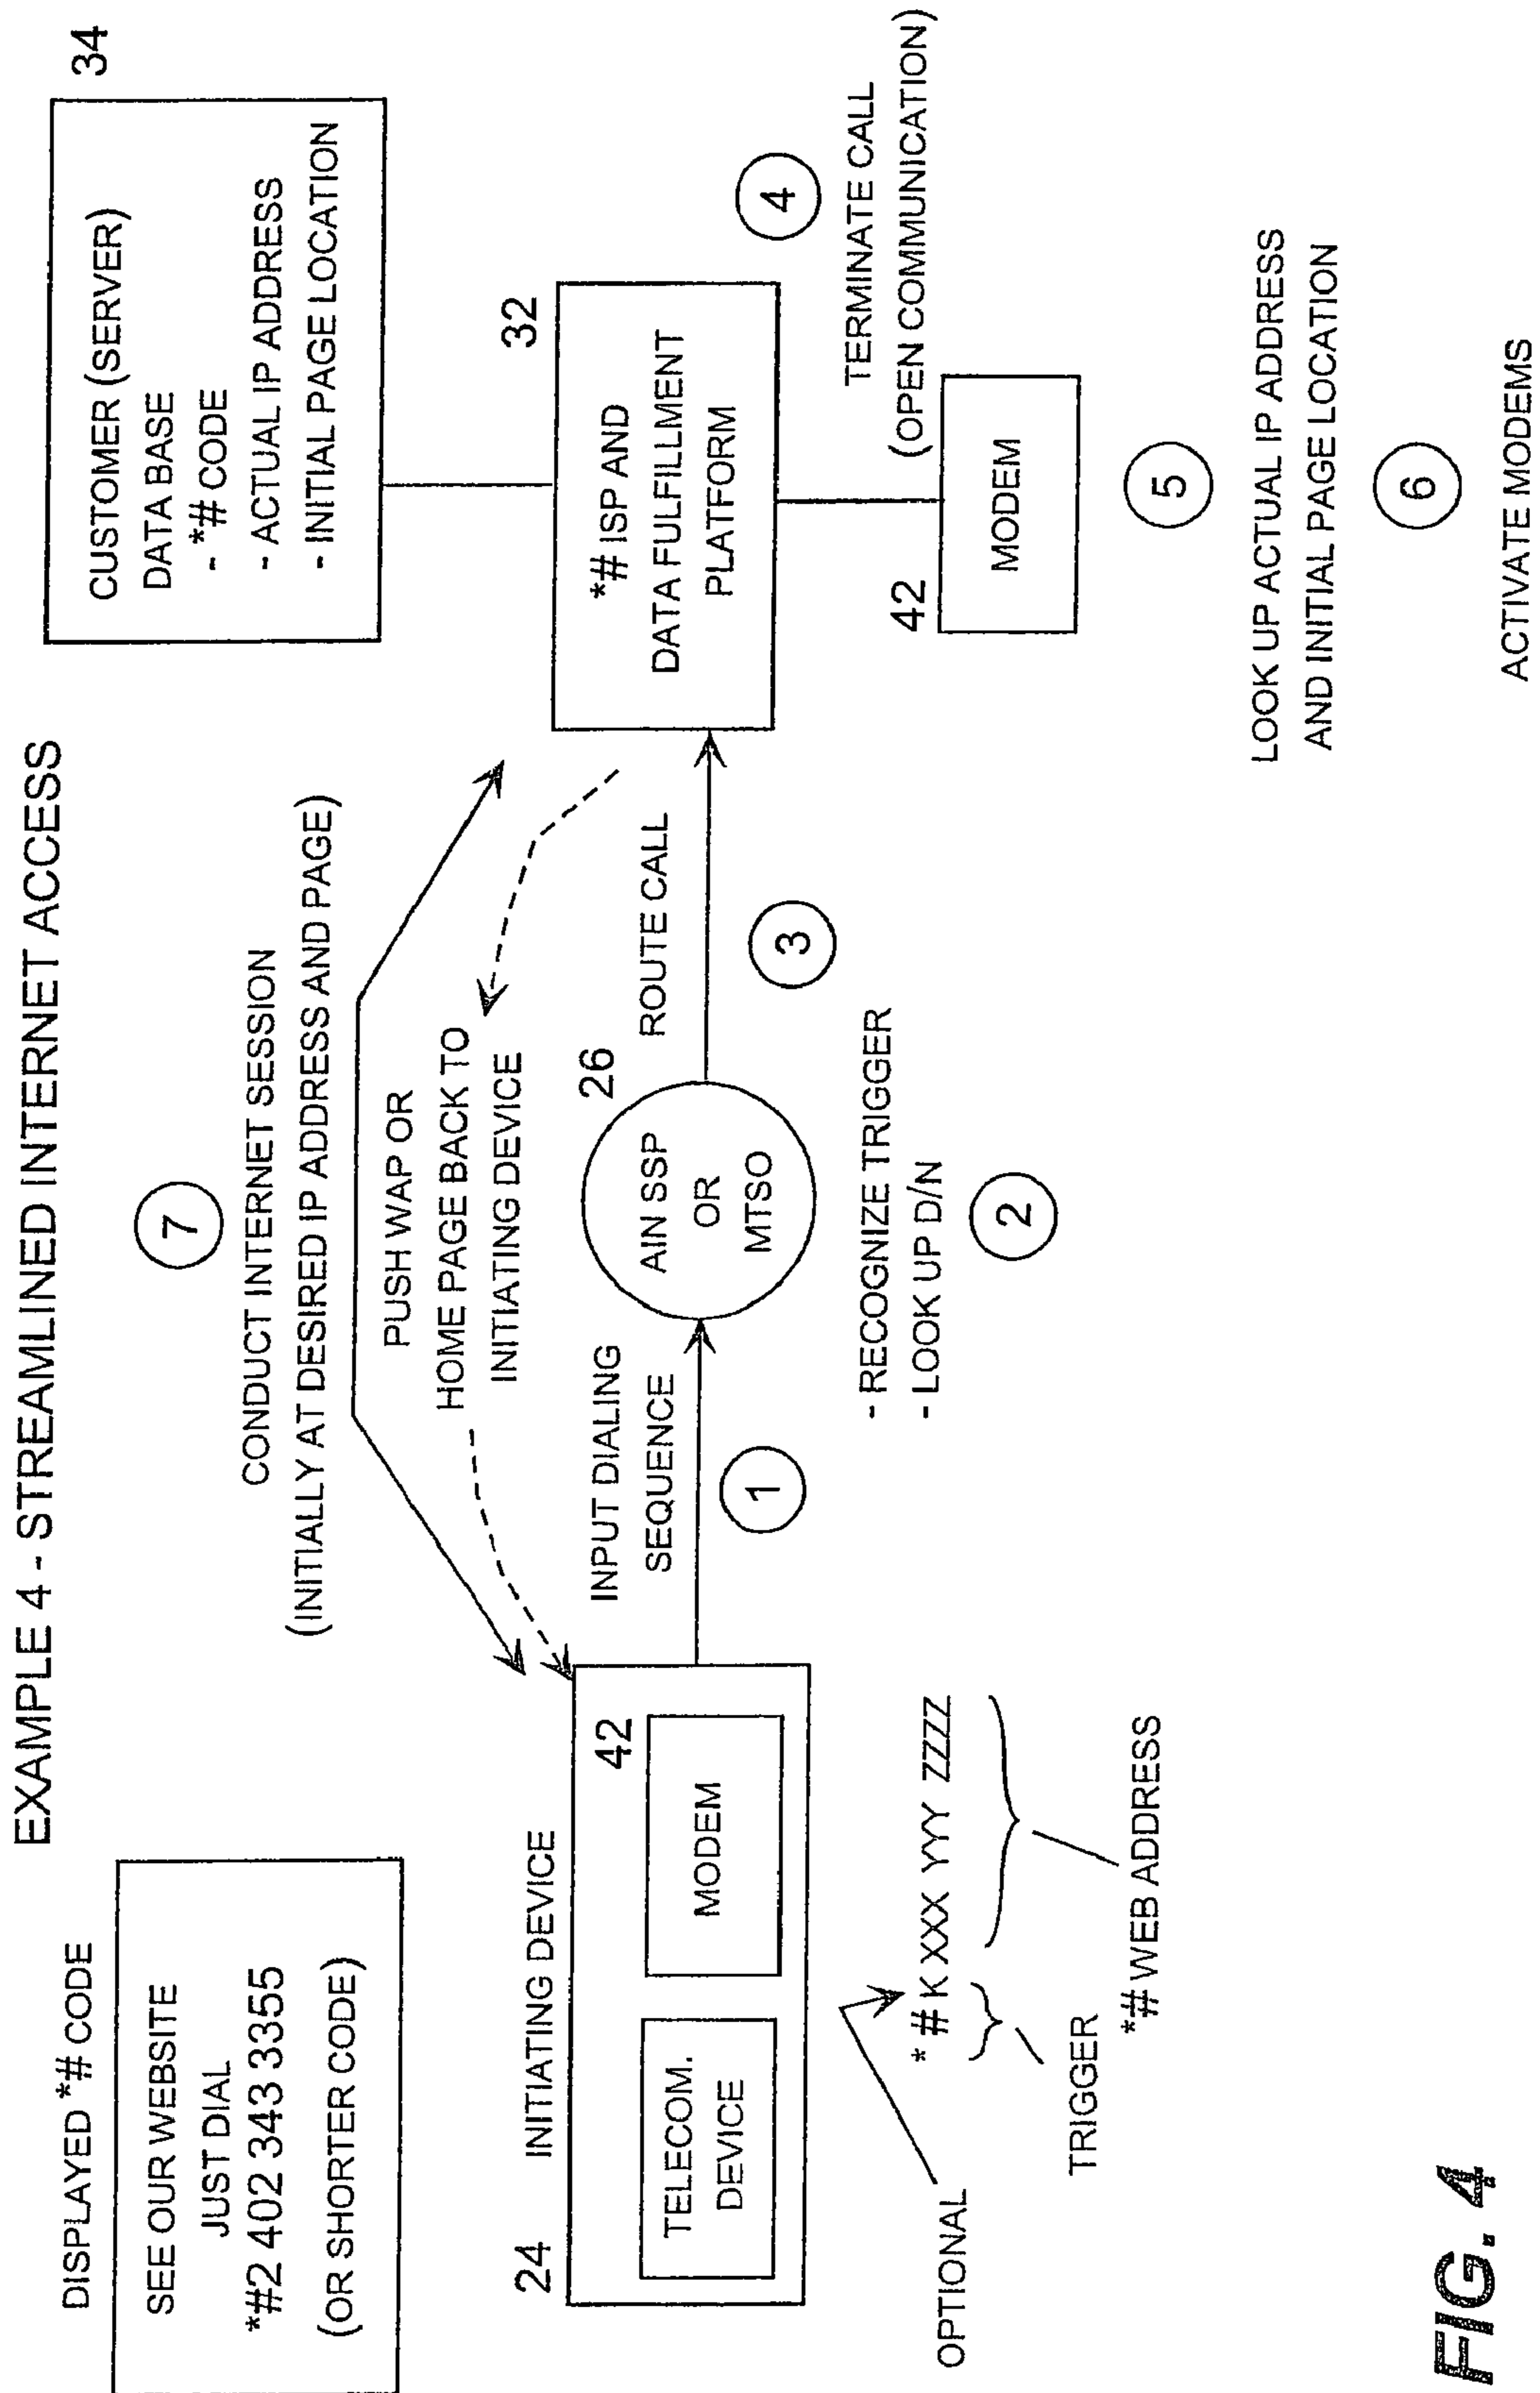 EXAMPLE 4 - STREAMLINED INTERNET ACCESS
DISPLAYED *# CODE
SEE OUR WEBSITE
JUST DIAL
*#2 402 343 3355
(OR SHORTER CODE)
7
CONDUCT INTERNET SESSION
(INITIALLY AT DESIRED IP ADDRESS AND PAGE)
PUSH WAP OR
HOME PAGE BACK TO
INITIATING DEVICE
34
CUSTOMER (SERVER)
DATA BASE
- *# CODE
- ACTUAL IP ADDRESS
- INITIAL PAGE LOCATION
24
INITIATING DEVICE
TELECOM.
DEVICE
42
MODEM
INPUT DIALING
SEQUENCE
1
26
AIN SSP
OR
MTSO
ROUTE CALL
3
32
*# ISP AND
DATA FULFILLMENT
PLATFORM
4
TERMINATE CALL
(OPEN COMMUNICATION)
OPTIONAL
* # K XXX YYY ZZZZ
TRIGGER
*# WEB ADDRESS
- RECOGNIZE TRIGGER
- LOOK UP D/N
2
42
MODEM
5
LOOK UP ACTUAL IP ADDRESS
AND INITIAL PAGE LOCATION
6
ACTIVATE MODEMS
FIG. 4